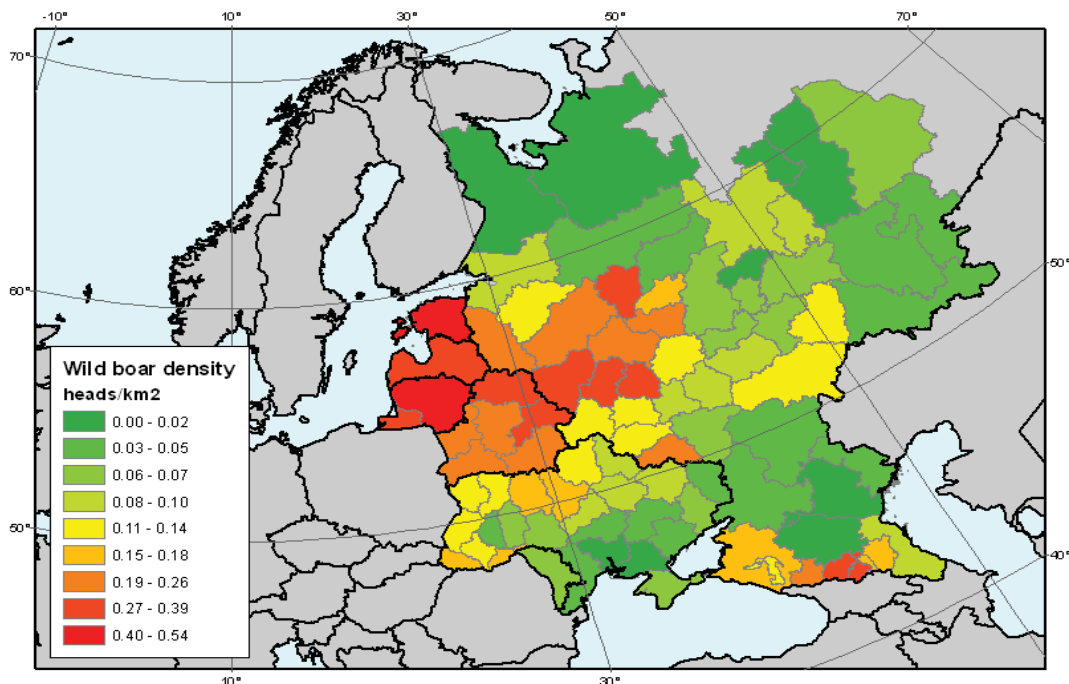 -10° 10° 30° 50° 70°
70°
60°
50°
50°
40°
Wild boar density
heads/km2
0.00 - 0.02
0.03 - 0.05
0.06 - 0.07
0.08 - 0.10
0.11 - 0.14
0.15 - 0.18
0.19 - 0.26
0.27 - 0.39
0.40 - 0.54
10° 30°